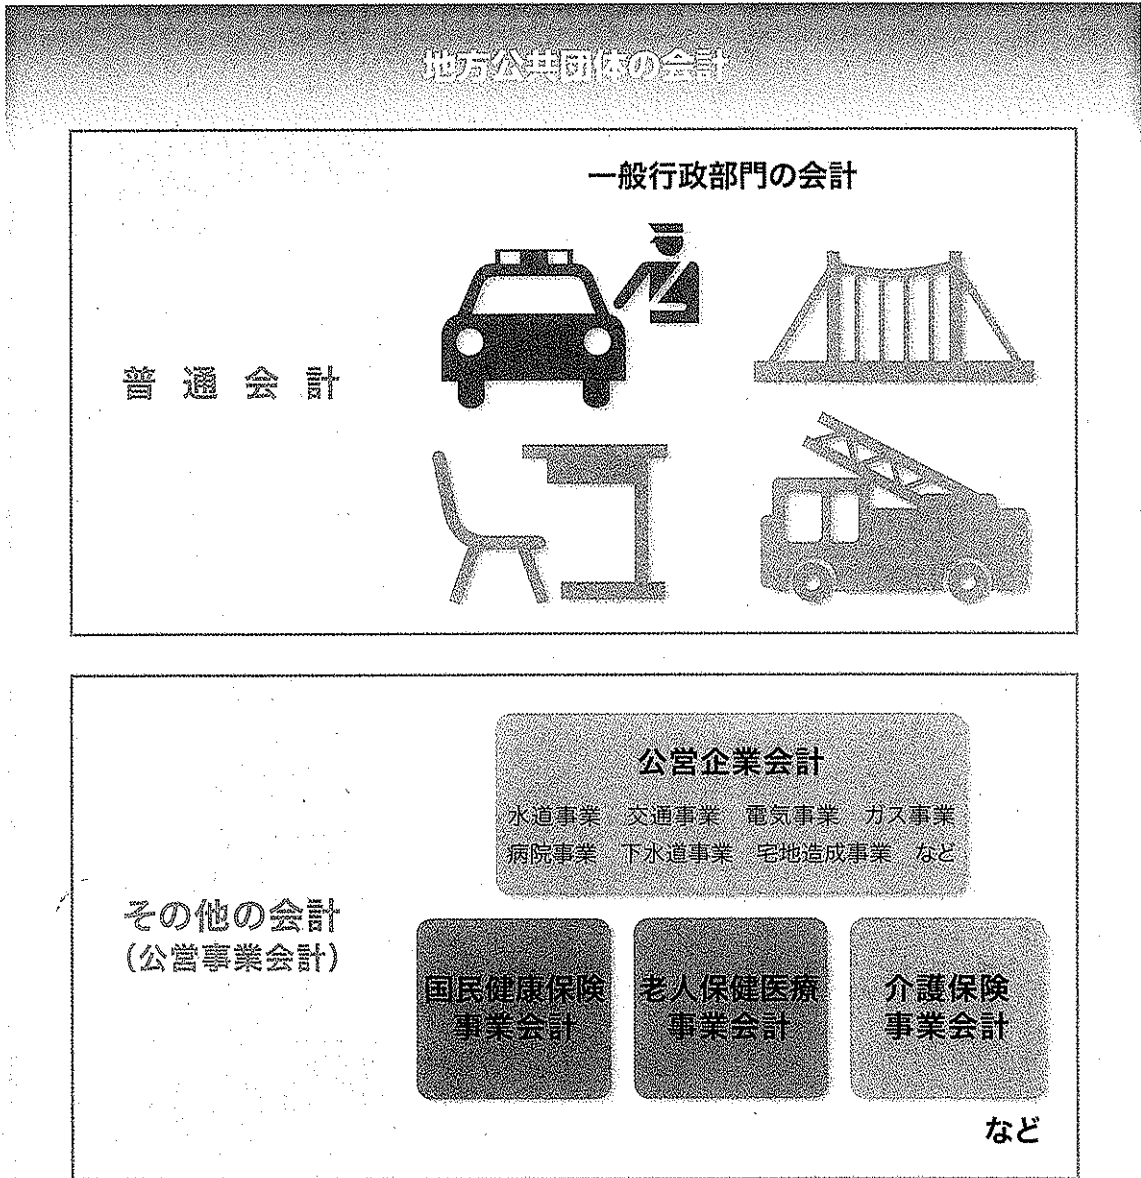 地方公共団体の会計
一般行政部門の会計
普通会計
公営企業会計
水道事業 交通事業 電気事業 ガス事業
病院事業 下水道事業 宅地造成事業 など
その他の会計
(公営事業会計)
国民健康保険
事業会計
老人保健医療
事業会計
介護保険
事業会計
など